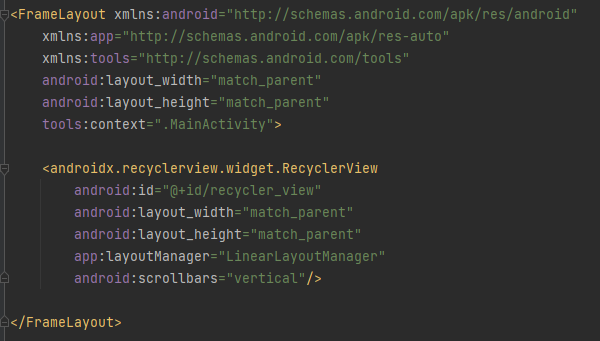 <FrameLayout xmlns:android="http://schemas.android.com/apk/res/android"
    xmlns:app="http://schemas.android.com/apk/res-auto"
    xmlns:tools="http://schemas.android.com/tools"
    android:layout_width="match_parent"
    android:layout_height="match_parent"
    tools:context=".MainActivity">

    <androidx.recyclerview.widget.RecyclerView
        android:id="@+id/recycler_view"
        android:layout_width="match_parent"
        android:layout_height="match_parent"
        app:layoutManager="LinearLayoutManager"
        android:scrollbars="vertical"/>

</FrameLayout>